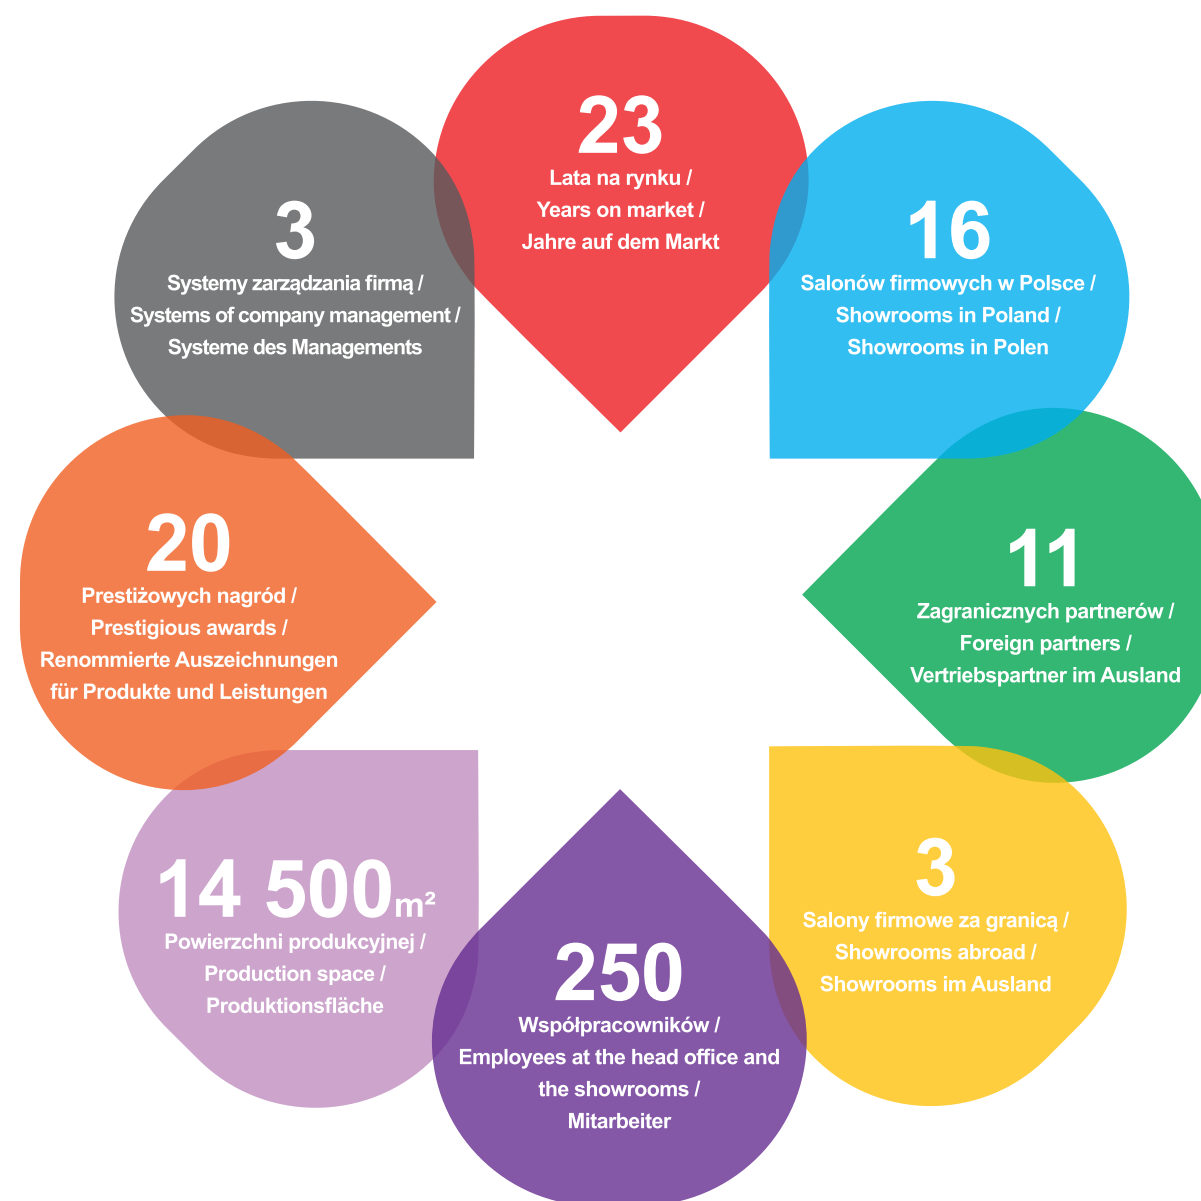 23
Lata na rynku /
Years on market /
Jahre auf dem Markt
16
Salonów firmowych w Polsce /
Showrooms in Poland /
Showrooms in Polen
11
Zagranicznych partnerów /
Foreign partners /
Vertriebspartner im Ausland
3
Salony firmowe za granicą /
Showrooms abroad /
Showrooms im Ausland
250
Współpracowników /
Employees at the head office and
the showrooms /
Mitarbeiter
14 500m²
Powierzchni produkcyjnej /
Production space /
Produktionsfläche
20
Prestiżowych nagród /
Prestigious awards /
Renommierte Auszeichnungen
für Produkte und Leistungen
3
Systemy zarządzania firmą /
Systems of company management /
Systeme des Managements